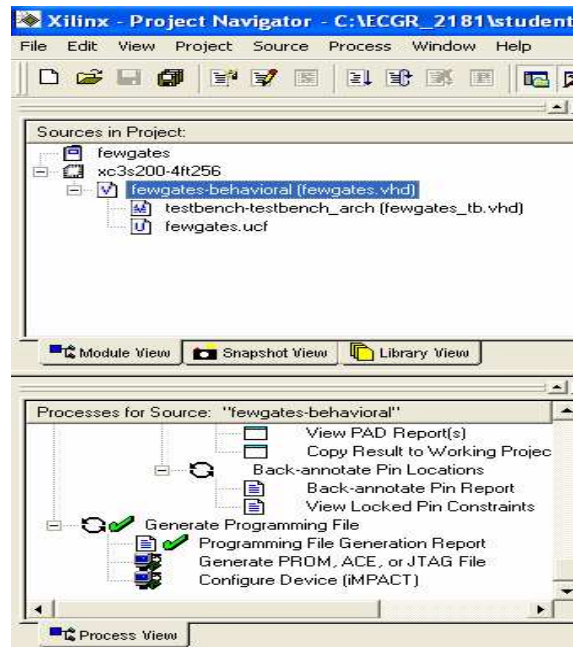 Xilinx - Project Navigator - C:\ECGR_2181\student
File Edit View Project Source Process Window Help
Sources in Project:
fewgates
xc3s200-4ft256
fewgates-behavioral (fewgates.vhd)
testbench-testbench_arch (fewgates_tb.vhd)
fewgates.ucf
Module View Snapshot View Library View
Processes for Source: "fewgates-behavioral"
View PAD Report(s)
Copy Result to Working Projec
Back-annotate Pin Locations
Back-annotate Pin Report
View Locked Pin Constraints
Generate Programming File
Programming File Generation Report
Generate PROM, ACE, or JTAG File
Configure Device (iMPACT)
Process View